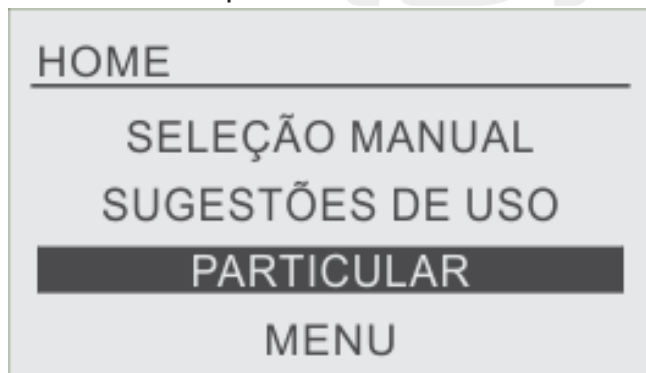 HOME
SELEÇÃO MANUAL
SUGESTÕES DE USO
PARTICULAR
MENU